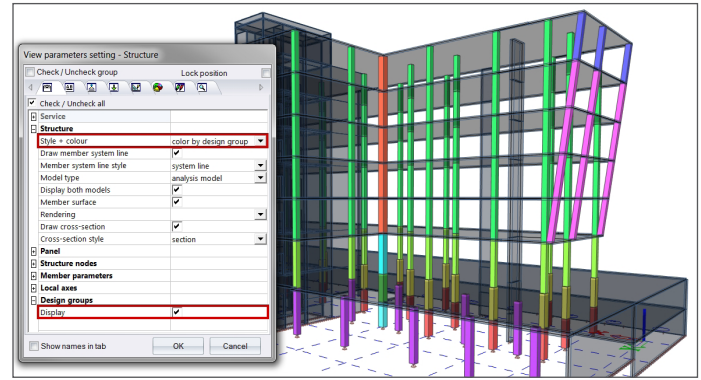 View parameters setting - Structure
Check / Uncheck group Lock position
Check / Uncheck all
Service
Structure
Style + colour color by design group
Draw member system line
Member system line style system line
Model type analysis model
Display both models
Member surface
Rendering
Draw cross-section
Cross-section style section
Panel
Structure nodes
Member parameters
Local axes
Design groups
Display
Show names in tab OK Cancel